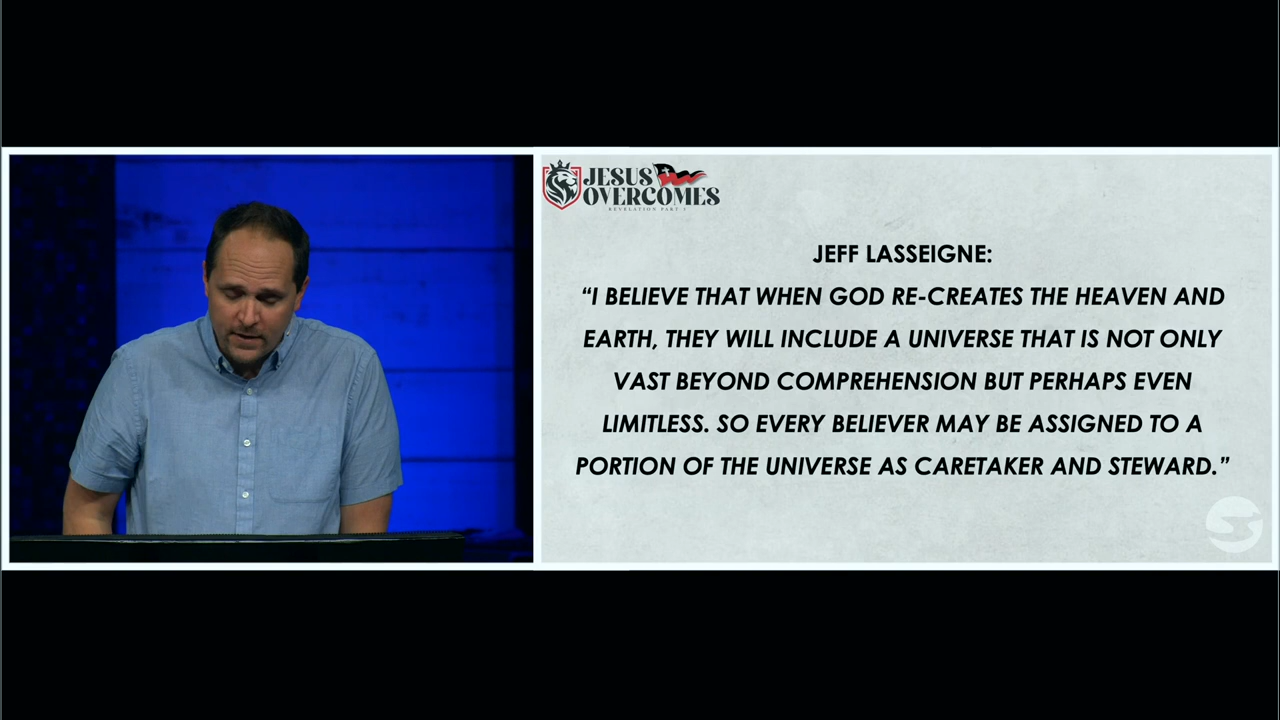 JESUS
OVERCOMES
JEFF LASSEIGNE:
“I BELIEVE THAT WHEN GOD RE-CREATES THE HEAVEN AND
EARTH, THEY WILL INCLUDE A UNIVERSE THAT IS NOT ONLY
VAST BEYOND COMPREHENSION BUT PERHAPS EVEN
LIMITLESS. SO EVERY BELIEVER MAY BE ASSIGNED TO A
PORTION OF THE UNIVERSE AS CARETAKER AND STEWARD.”